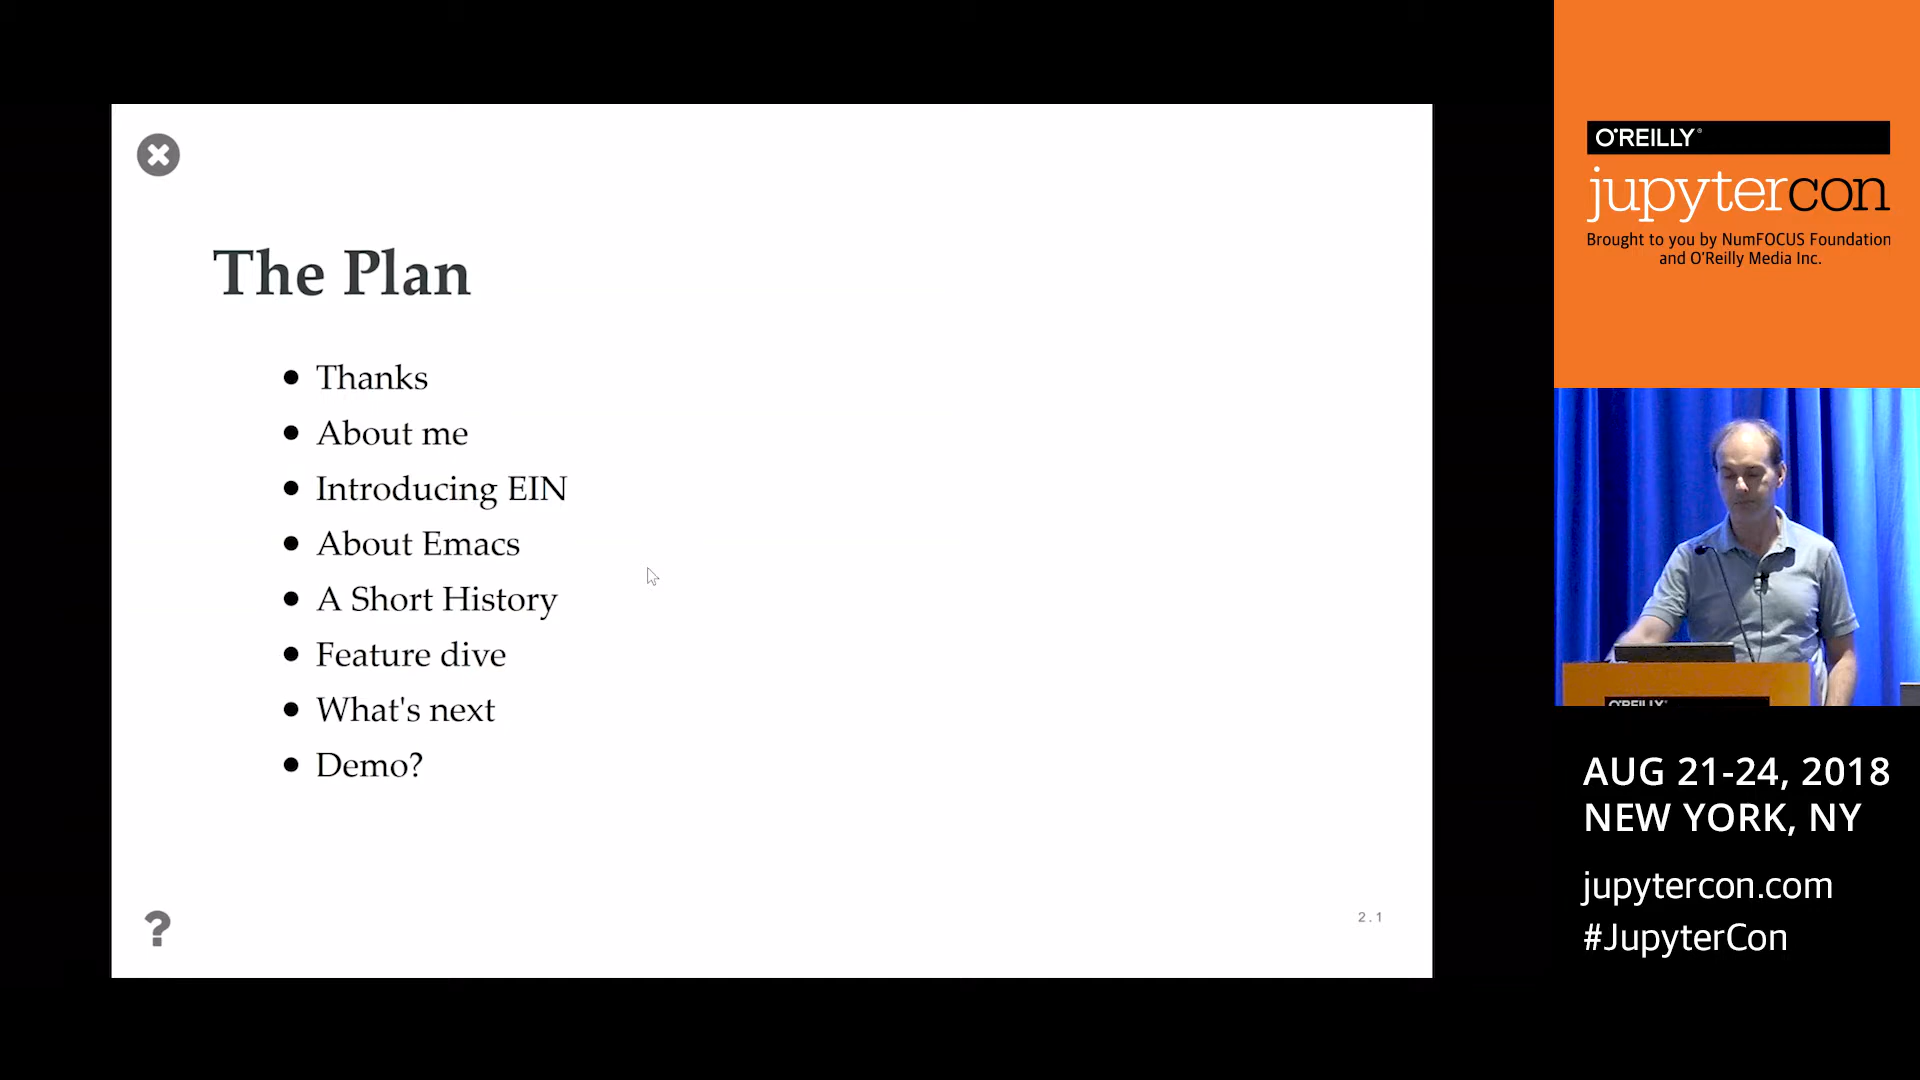 The Plan
Thanks
About me
Introducing EIN
About Emacs
A Short History
Feature dive
What's next
Demo?
?
2.1
O'REILLY®
jupytercon
Brought to you by NumFOCUS Foundation
and O'Reilly Media Inc.
O'REILLY®
AUG 21-24, 2018
NEW YORK, NY
jupytercon.com
#JupyterCon